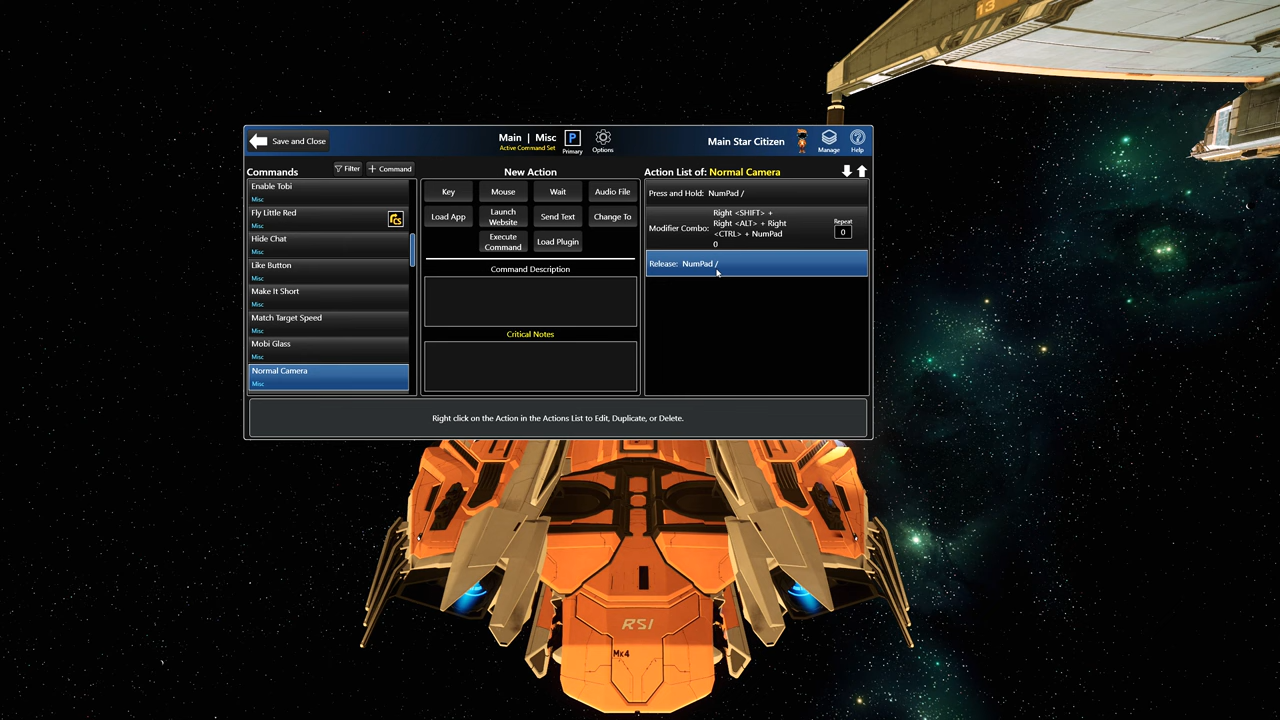 13
Save and Close
Main | Misc
Active Command Set
P
Primary
Options
Main Star Citizen
Manage
Help
Commands
Filter
+ Command
Enable Tobi
Misc
Fly Little Red
Misc
Hide Chat
Misc
Like Button
Misc
Make It Short
Misc
Match Target Speed
Misc
Mobi Glass
Misc
Normal Camera
Misc
New Action
Key
Mouse
Wait
Audio File
Load App
Launch
Website
Send Text
Change To
Execute
Command
Load Plugin
Command Description
Critical Notes
Action List of: Normal Camera
Press and Hold: NumPad /
Modifier Combo:
Right <SHIFT> +
Right <ALT> + Right
<CTRL> + NumPad
0
Repeat
0
Release: NumPad /
Right click on the Action in the Actions List to Edit, Duplicate, or Delete.
RSI
Mk4